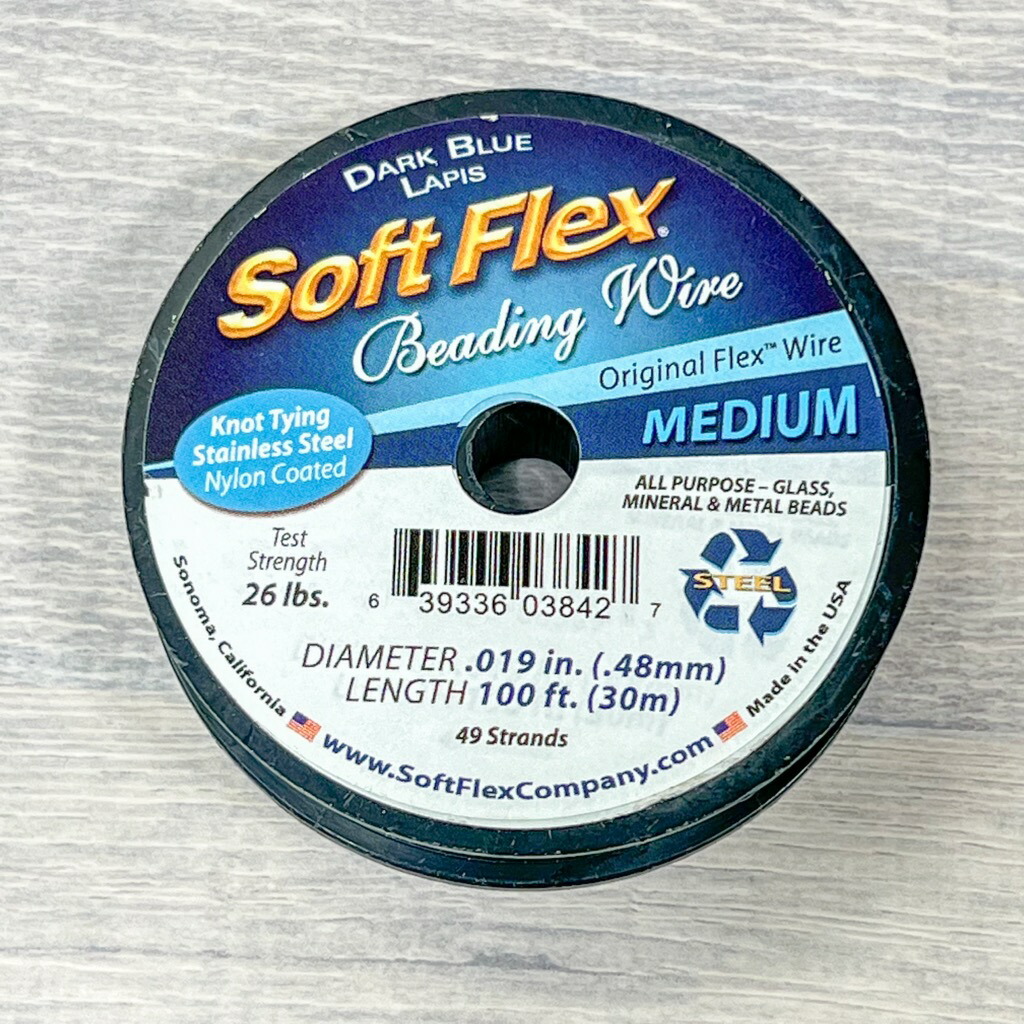 DARK BLUE
LAPIS
Soft Flex®
Beading Wire
Original Flex™ Wire
MEDIUM
Knot Tying
Stainless Steel
Nylon Coated
ALL PURPOSE – GLASS,
MINERAL & METAL BEADS
Test
Strength
26 lbs.
6 39336 03842 7
STEEL
DIAMETER .019 in. (.48mm)
LENGTH 100 ft. (30m)
49 Strands
Sonoma, California
www.SoftFlexCompany.com
Made in the USA